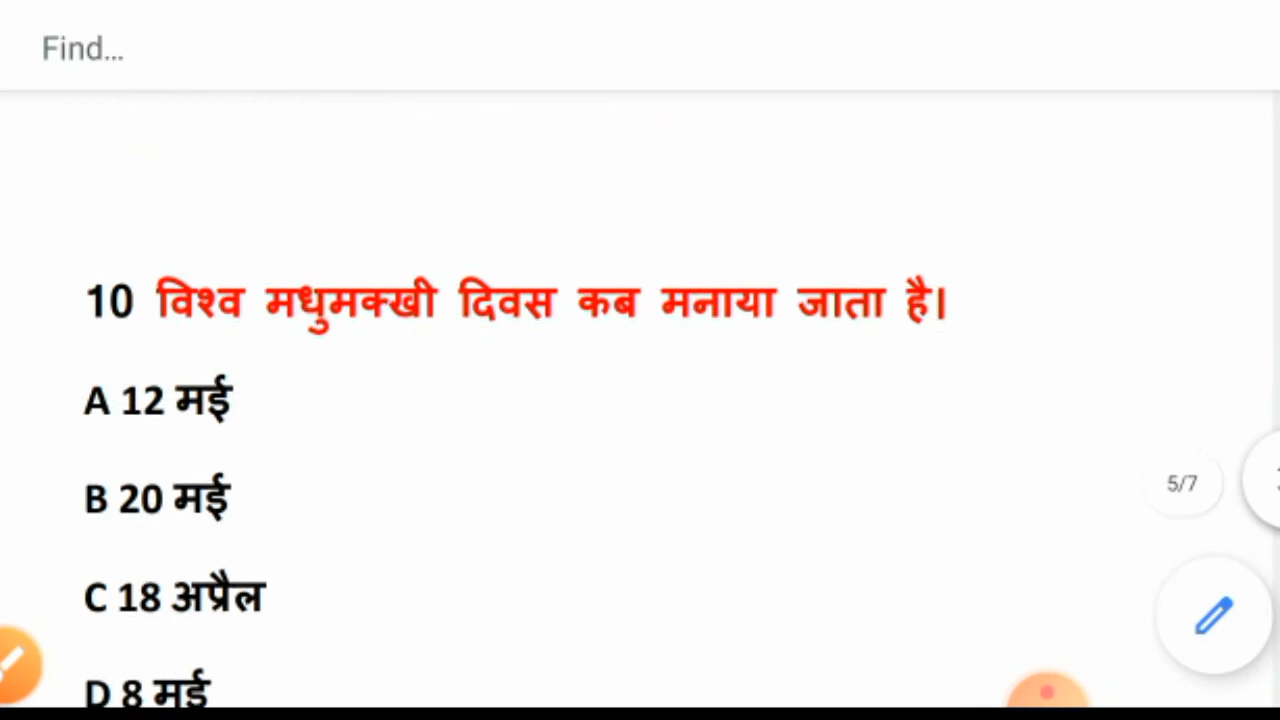 Find...
10 विश्व मधुमक्खी दिवस कब मनाया जाता है।
A 12 मई
B 20 मई
C 18 अप्रैल
5/7
D 8 मई